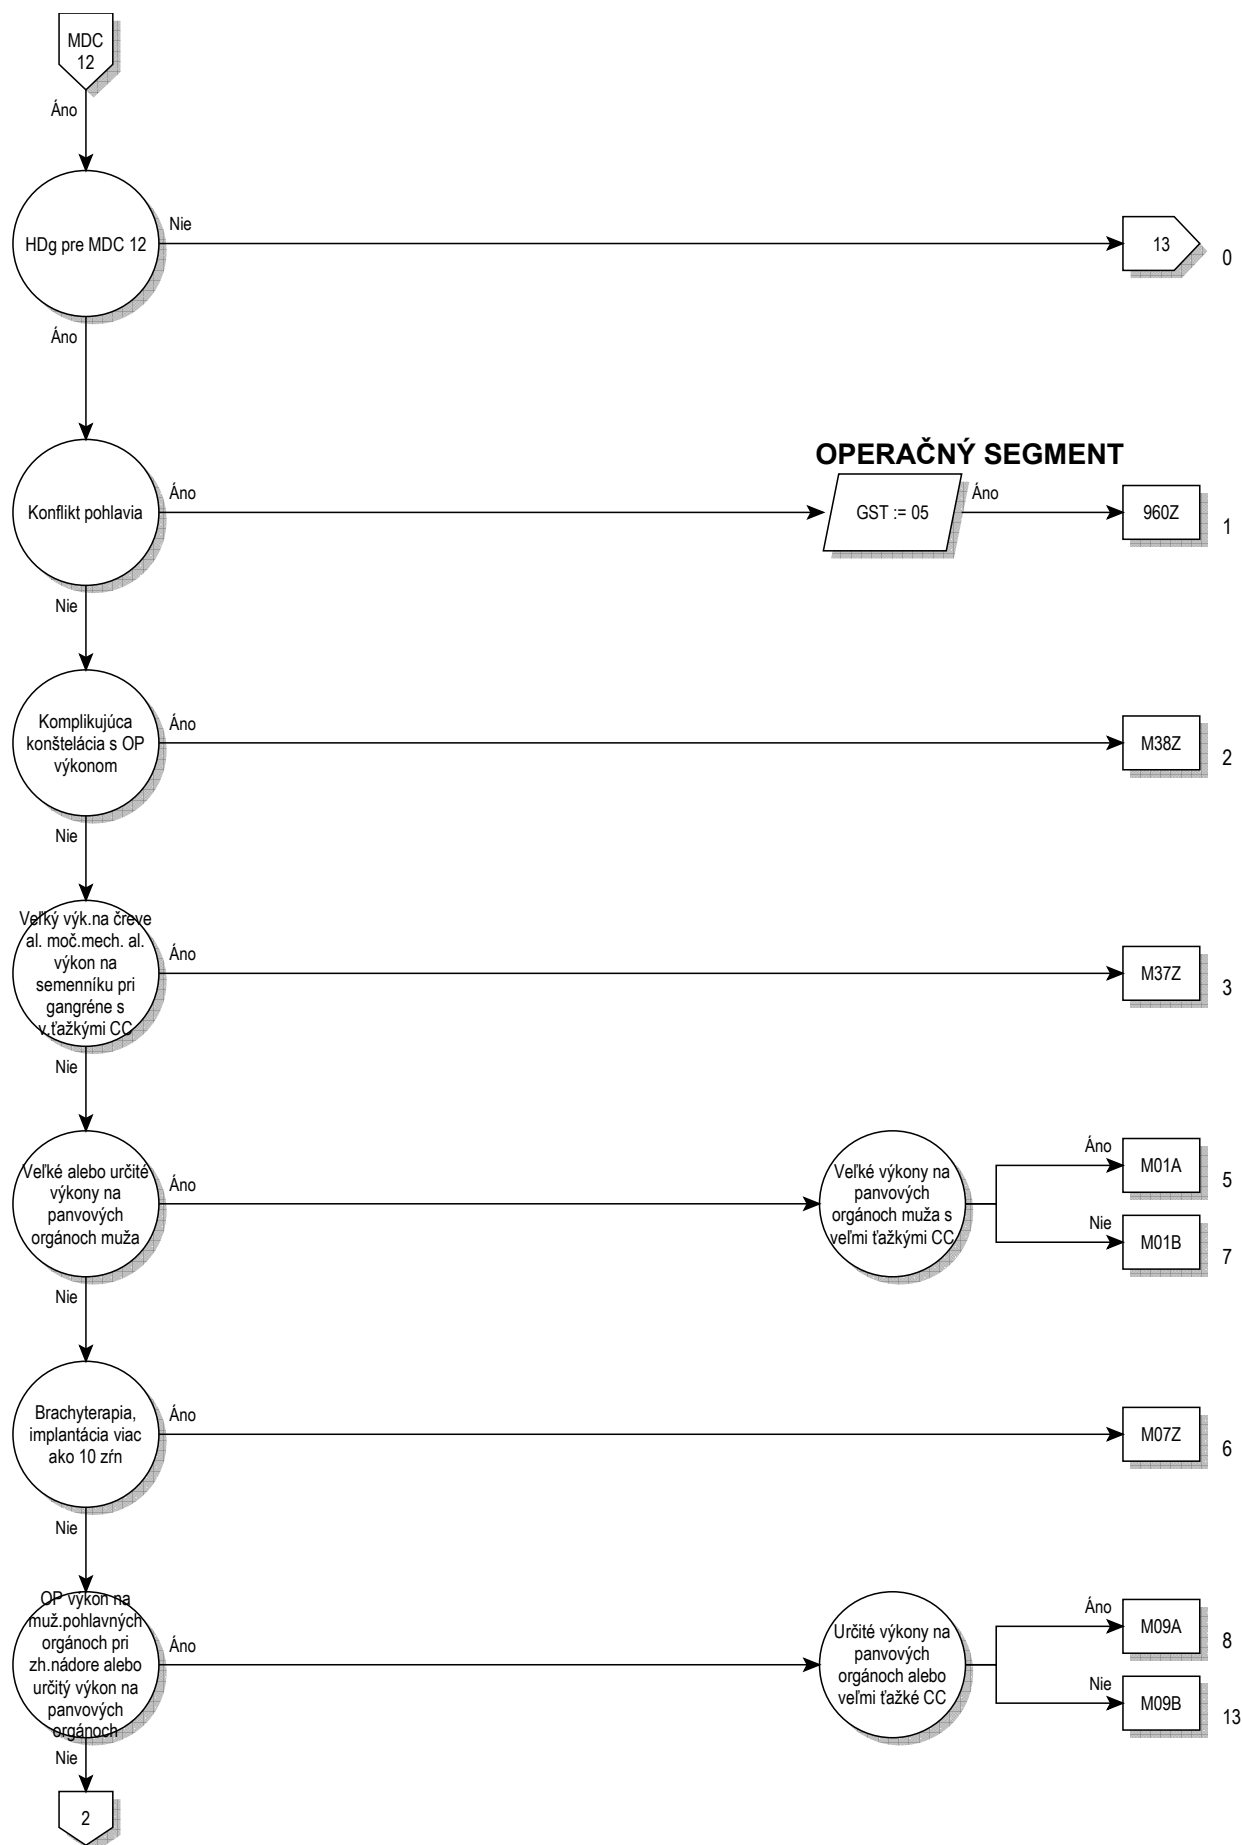 MDC
12
Áno
HDg pre MDC 12
Nie
13
0
Áno
OPERAČNÝ SEGMENT
Konflikt pohlavia
Áno
GST := 05
Áno
960Z
1
Nie
Komplikujúca
konštelácia s OP
výkonom
Áno
M38Z
2
Nie
Veľký výk.na čreve
al. moč.mech. al.
výkon na
semenníku pri
gangréne s
v.ťažkými CC
Áno
M37Z
3
Nie
Veľké alebo určité
výkony na
panvových
orgánoch muža
Áno
Veľké výkony na
panvových
orgánoch muža s
veľmi ťažkými CC
Áno
M01A
5
Nie
M01B
7
Nie
Brachyterapia,
implantácia viac
ako 10 zŕn
Áno
M07Z
6
Nie
OP výkon na
muž.pohlavných
orgánoch pri
zh.nádore alebo
určitý výkon na
panvových
orgánoch
Áno
Určité výkony na
panvových
orgánoch alebo
veľmi ťažké CC
Áno
M09A
8
Nie
M09B
13
Nie
2